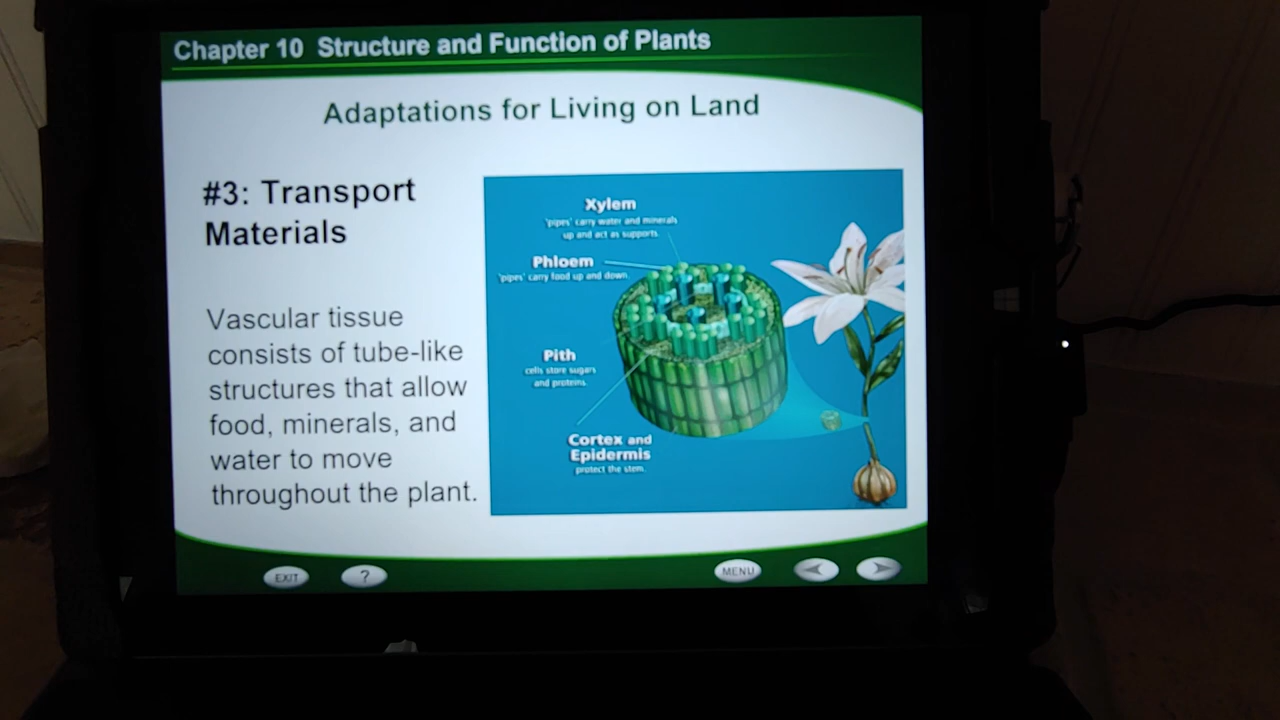 Chapter 10 Structure and Function of Plants
Adaptations for Living on Land
#3: Transport
Materials
Vascular tissue
consists of tube-like
structures that allow
food, minerals, and
water to move
throughout the plant.
Xylem
'pipes' carry water and minerals
up and act as supports.
Phloem
'pipes' carry food up and down.
Pith
cells store sugars
and proteins.
Cortex and
Epidermis
protect the stem.
EXIT
?
MENU